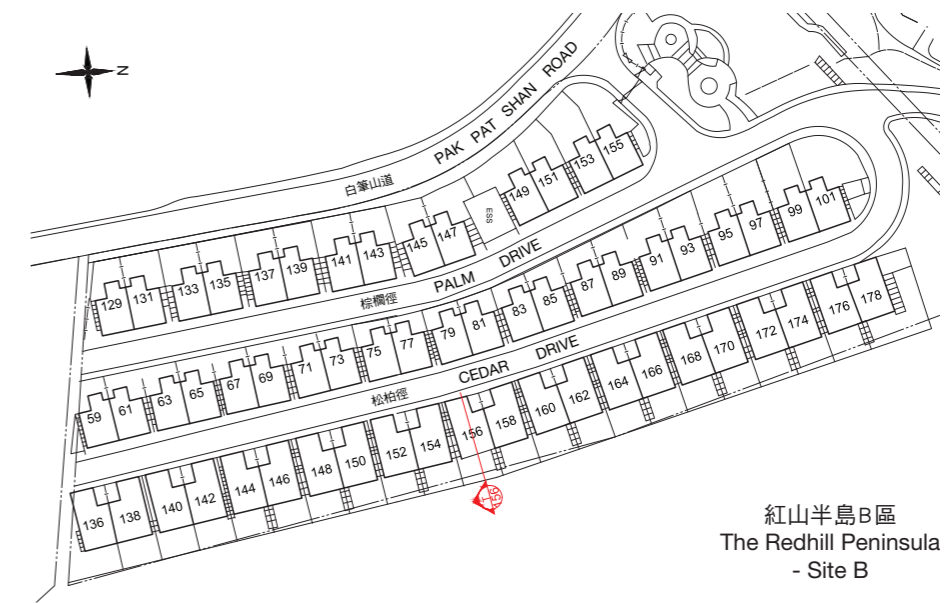 N
PAK PAT SHAN ROAD
白筆山道
149 151 153 155
ESS
129 131 133 135 137 139 141 143 145 147
PALM DRIVE
棕櫚徑
59 61 63 65 67 69 71 73 75 77 79 81 83 85 87 89 91 93 95 97 99 101
CEDAR DRIVE
松柏徑
136 138 140 142 144 146 148 150 152 154 156 158 160 162 164 166 168 170 172 174 176 178
1
156
紅山半島B區
The Redhill Peninsula
- Site B